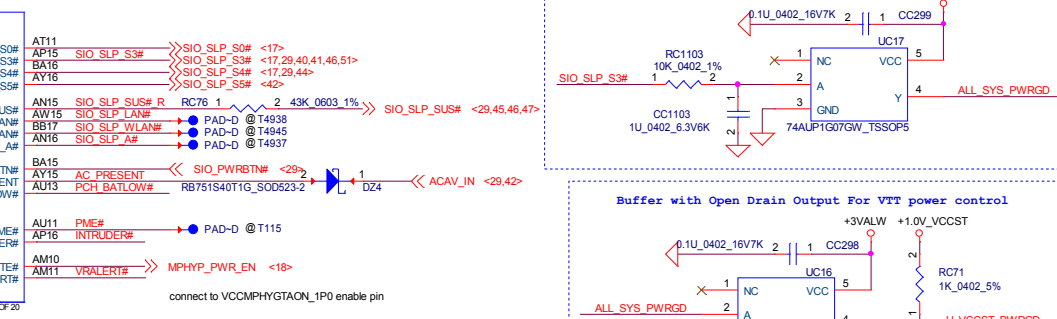 S0# AT11 SIO_SLP_S0# <17>
S3# AP15 SIO_SLP_S3# SIO_SLP_S3# <17,29,40,41,46,51>
S4# BA16 SIO_SLP_S4# <17,29,44>
S5# AY16 SIO_SLP_S5# <42>
SUS# AN15 SIO_SLP_SUS#_R RC76 1 2 43K_0603_1% SIO_SLP_SUS# <29,45,46,47>
AN# AW15 SIO_SLP_LAN# PAD~D @ T4938
AN# BB17 SIO_SLP_WLAN# PAD~D @ T4945
_A# AN16 SIO_SLP_A# PAD~D @ T4937
TN# BA15 SIO_PWRBTN# <29>
ENT AY15 AC_PRESENT 2 1 ACAV_IN <29,42>
OW# AU13 PCH_BATLOW# RB751S40T1G_SOD523-2 DZ4
ME# AU11 PME# PAD~D @ T115
ER# AP16 INTRUDER#
TE# AM10 MPHYP_PWR_EN <18>
RT# AM11 VRALERT#
connect to VCCMPHYGTAON_1P0 enable pin
OF 20
0.1U_0402_16V7K 2 1 CC299
UC17
RC1103
10K_0402_1%
SIO_SLP_S3# 1 2
1 NC VCC 5
2 A
3 GND Y 4 ALL_SYS_PWRGD
74AUP1G07GW_TSSOP5
CC1103
1U_0402_6.3V6K
1
2
Buffer with Open Drain Output For VTT power control
+3VALW +1.0V_VCCST
0.1U_0402_16V7K 2 1 CC298
UC16
1 NC VCC 5
ALL_SYS_PWRGD 2 A
4
2 RC71
1K_0402_5%
1